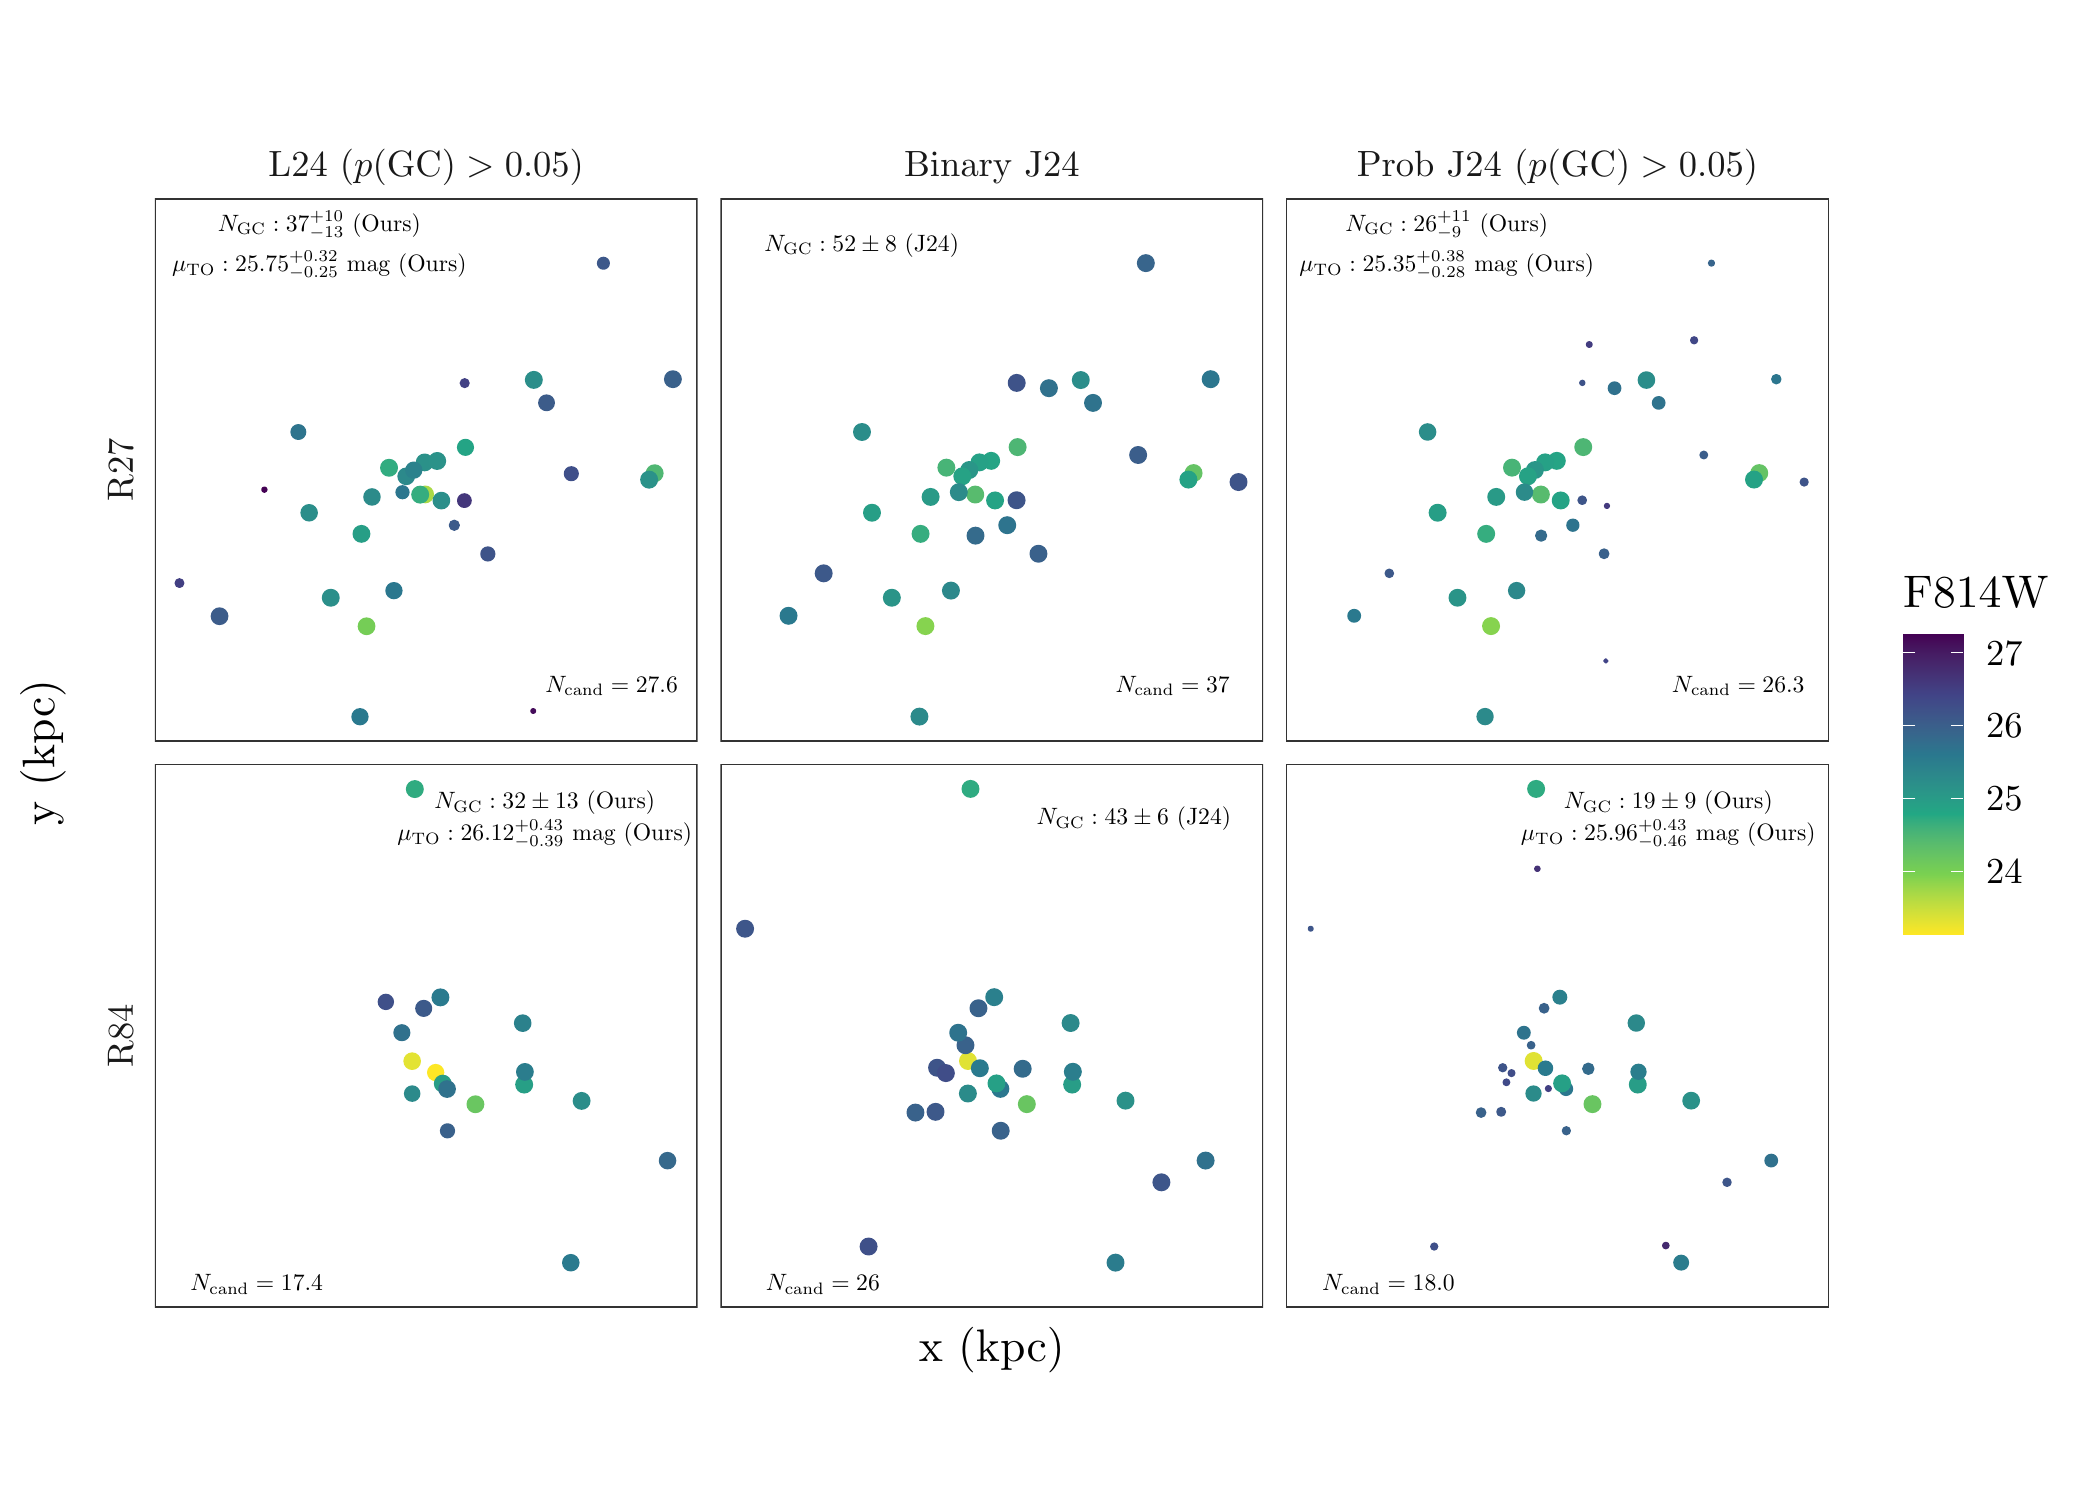 L24 (p(GC) > 0.05)
Binary J24
Prob J24 (p(GC) > 0.05)
R27
N_GC : 37^{+10}_{−13} (Ours)
μ_TO : 25.75^{+0.32}_{−0.25} mag (Ours)
N_cand = 27.6
N_GC : 52 ± 8 (J24)
N_cand = 37
N_GC : 26^{+11}_{−9} (Ours)
μ_TO : 25.35^{+0.38}_{−0.28} mag (Ours)
N_cand = 26.3
R84
N_GC : 32 ± 13 (Ours)
μ_TO : 26.12^{+0.43}_{−0.39} mag (Ours)
N_cand = 17.4
N_GC : 43 ± 6 (J24)
N_cand = 26
N_GC : 19 ± 9 (Ours)
μ_TO : 25.96^{+0.43}_{−0.46} mag (Ours)
N_cand = 18.0
y (kpc)
x (kpc)
F814W
27
26
25
24